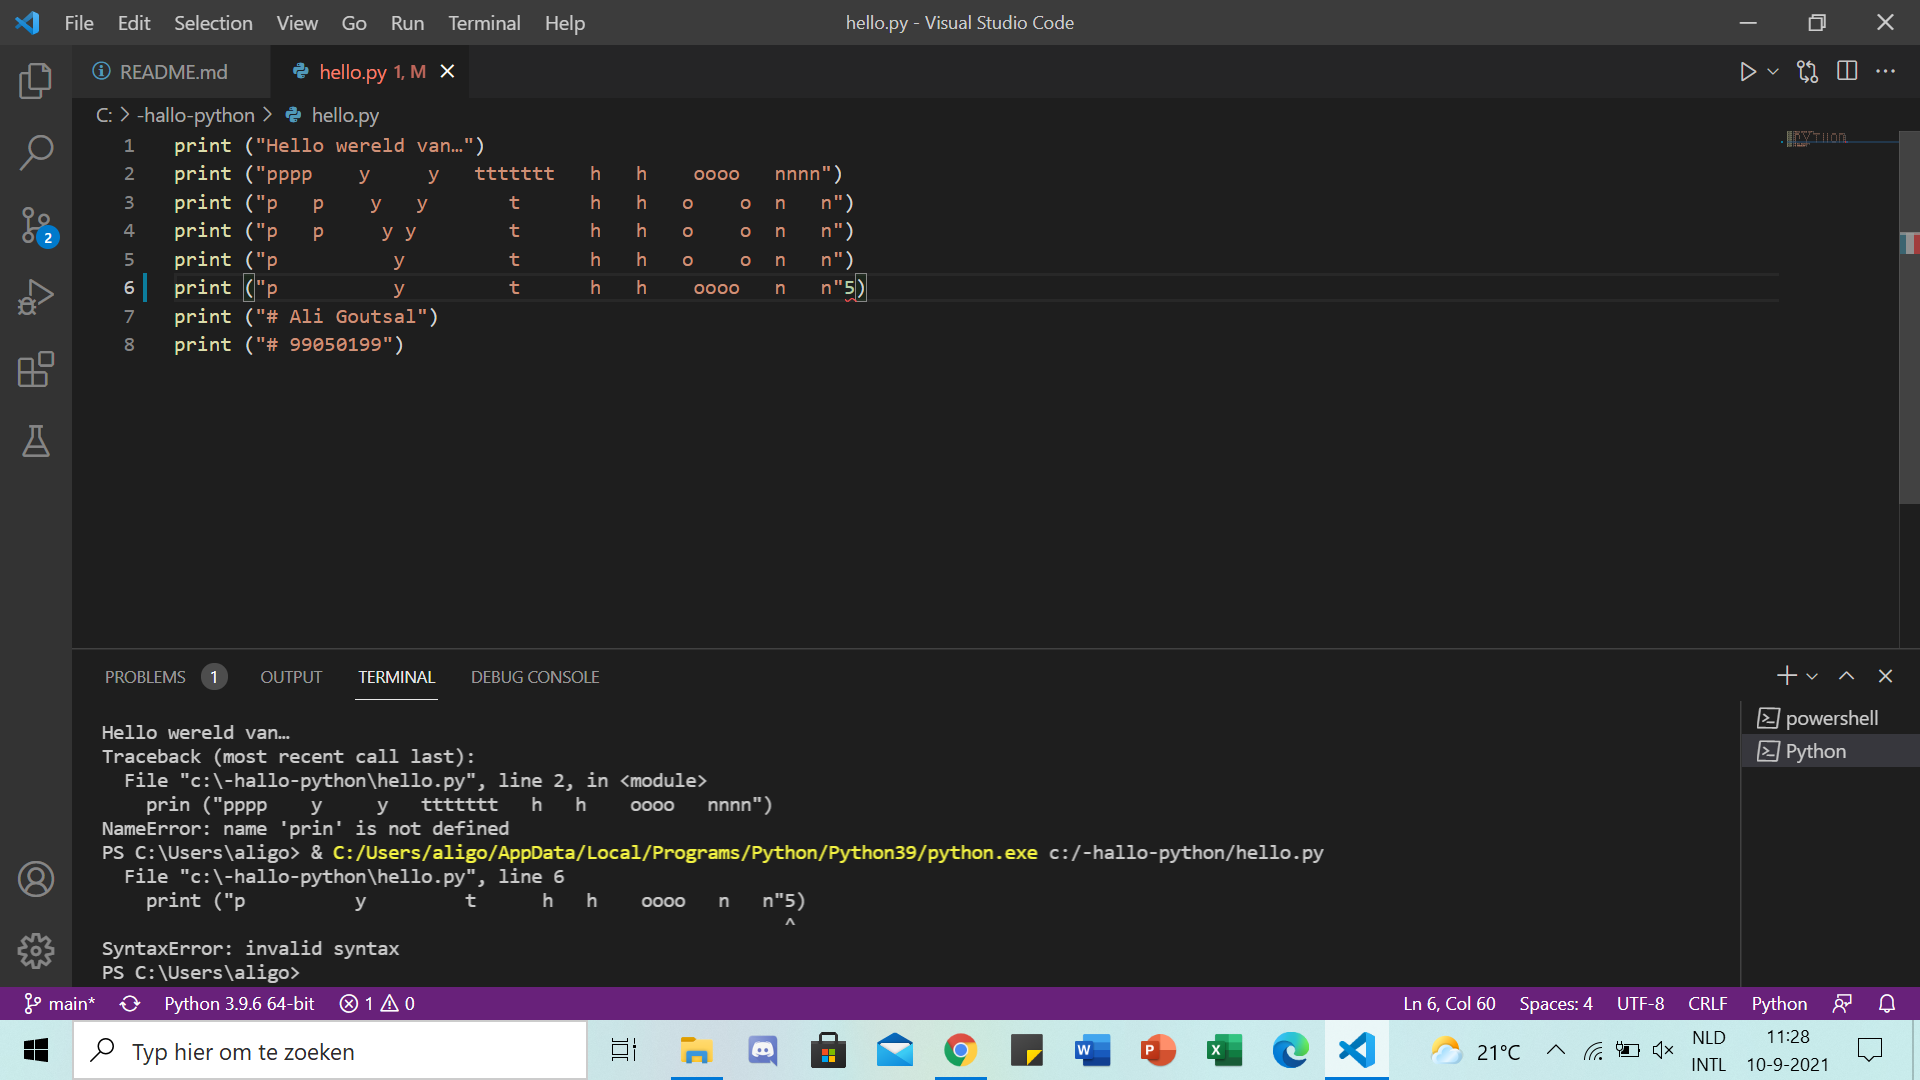 File Edit Selection View Go Run Terminal Help hello.py - Visual Studio Code
README.md hello.py 1, M
C: > -hallo-python > hello.py
1 print ("Hello wereld van…")
2 print ("pppp    y     y   ttttttt   h   h    oooo   nnnn")
3 print ("p   p    y   y       t      h   h   o    o  n   n")
4 print ("p   p     y y        t      h   h   o    o  n   n")
5 print ("p          y         t      h   h   o    o  n   n")
6 print ("p          y         t      h   h    oooo   n   n"5)
7 print ("# Ali Goutsal")
8 print ("# 99050199")
2
PROBLEMS 1 OUTPUT TERMINAL DEBUG CONSOLE
powershell
Python
Hello wereld van…
Traceback (most recent call last):
  File "c:\-hallo-python\hello.py", line 2, in <module>
    prin ("pppp    y     y   ttttttt   h   h    oooo   nnnn")
NameError: name 'prin' is not defined
PS C:\Users\aligo> & C:/Users/aligo/AppData/Local/Programs/Python/Python39/python.exe c:/-hallo-python/hello.py
  File "c:\-hallo-python\hello.py", line 6
    print ("p          y         t      h   h    oooo   n   n"5)
                                                              ^
SyntaxError: invalid syntax
PS C:\Users\aligo>
main* Python 3.9.6 64-bit 1 0 Ln 6, Col 60 Spaces: 4 UTF-8 CRLF Python
Typ hier om te zoeken 21°C NLD 11:28
INTL 10-9-2021